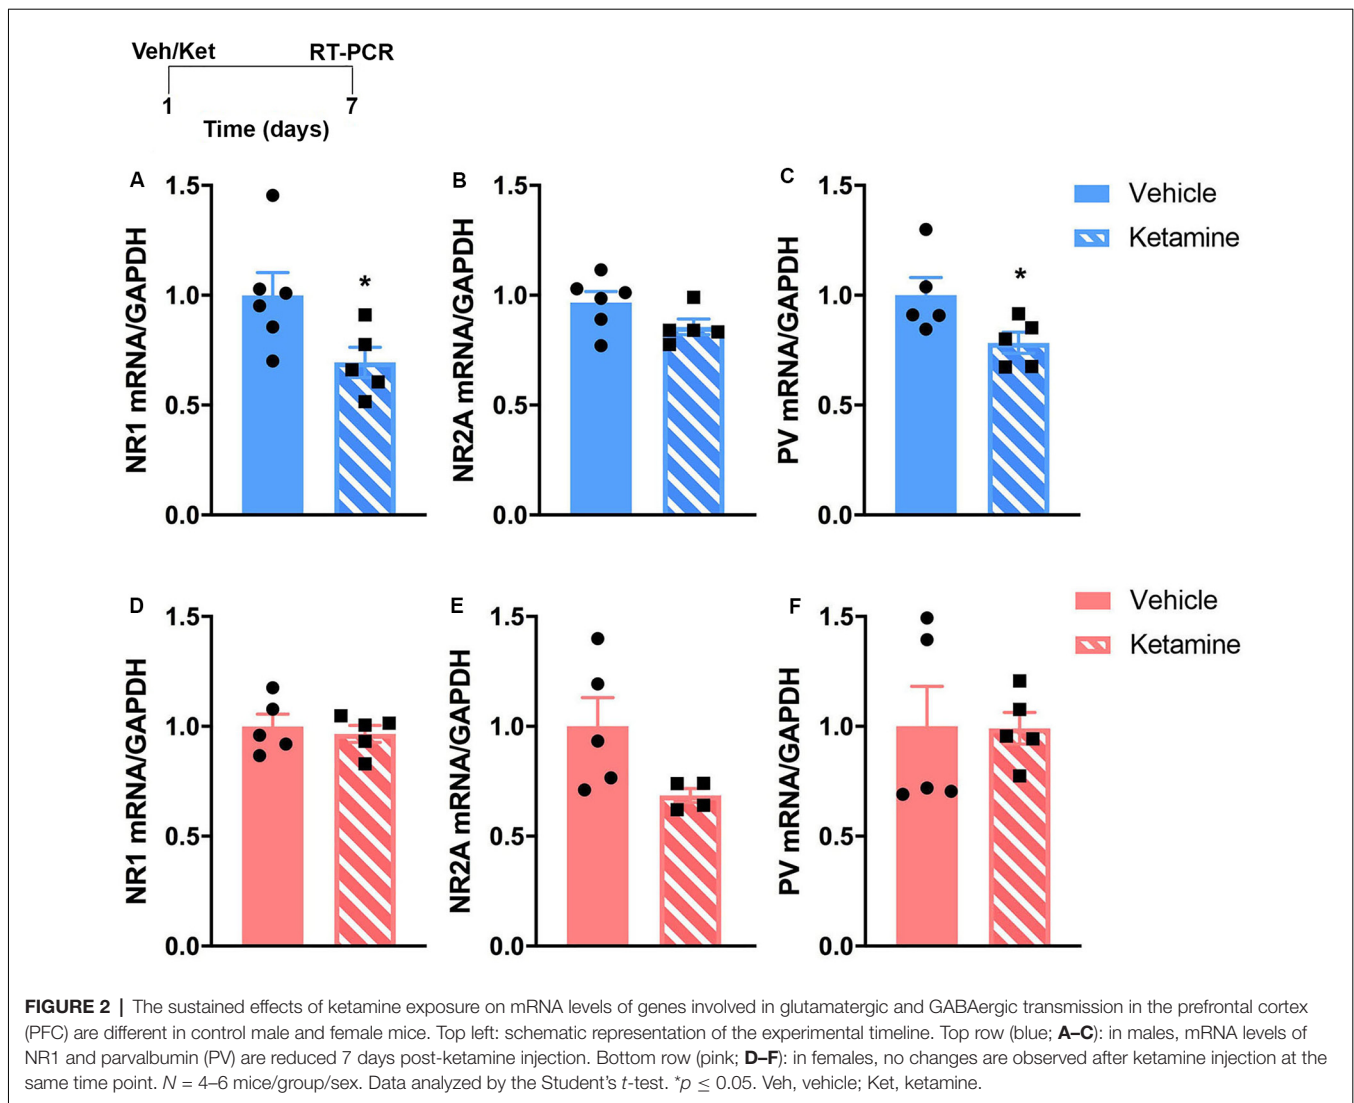 Veh/Ket RT-PCR
1 7
Time (days)
A
NR1 mRNA/GAPDH
1.5
1.0
0.5
0.0
*
B
NR2A mRNA/GAPDH
1.5
1.0
0.5
0.0
C
PV mRNA/GAPDH
1.5
1.0
0.5
0.0
*
Vehicle
Ketamine
D
NR1 mRNA/GAPDH
1.5
1.0
0.5
0.0
E
NR2A mRNA/GAPDH
1.5
1.0
0.5
0.0
F
PV mRNA/GAPDH
1.5
1.0
0.5
0.0
Vehicle
Ketamine
FIGURE 2 | The sustained effects of ketamine exposure on mRNA levels of genes involved in glutamatergic and GABAergic transmission in the prefrontal cortex
(PFC) are different in control male and female mice. Top left: schematic representation of the experimental timeline. Top row (blue; A–C): in males, mRNA levels of
NR1 and parvalbumin (PV) are reduced 7 days post-ketamine injection. Bottom row (pink; D–F): in females, no changes are observed after ketamine injection at the
same time point. N = 4–6 mice/group/sex. Data analyzed by the Student's t-test. *p ≤ 0.05. Veh, vehicle; Ket, ketamine.